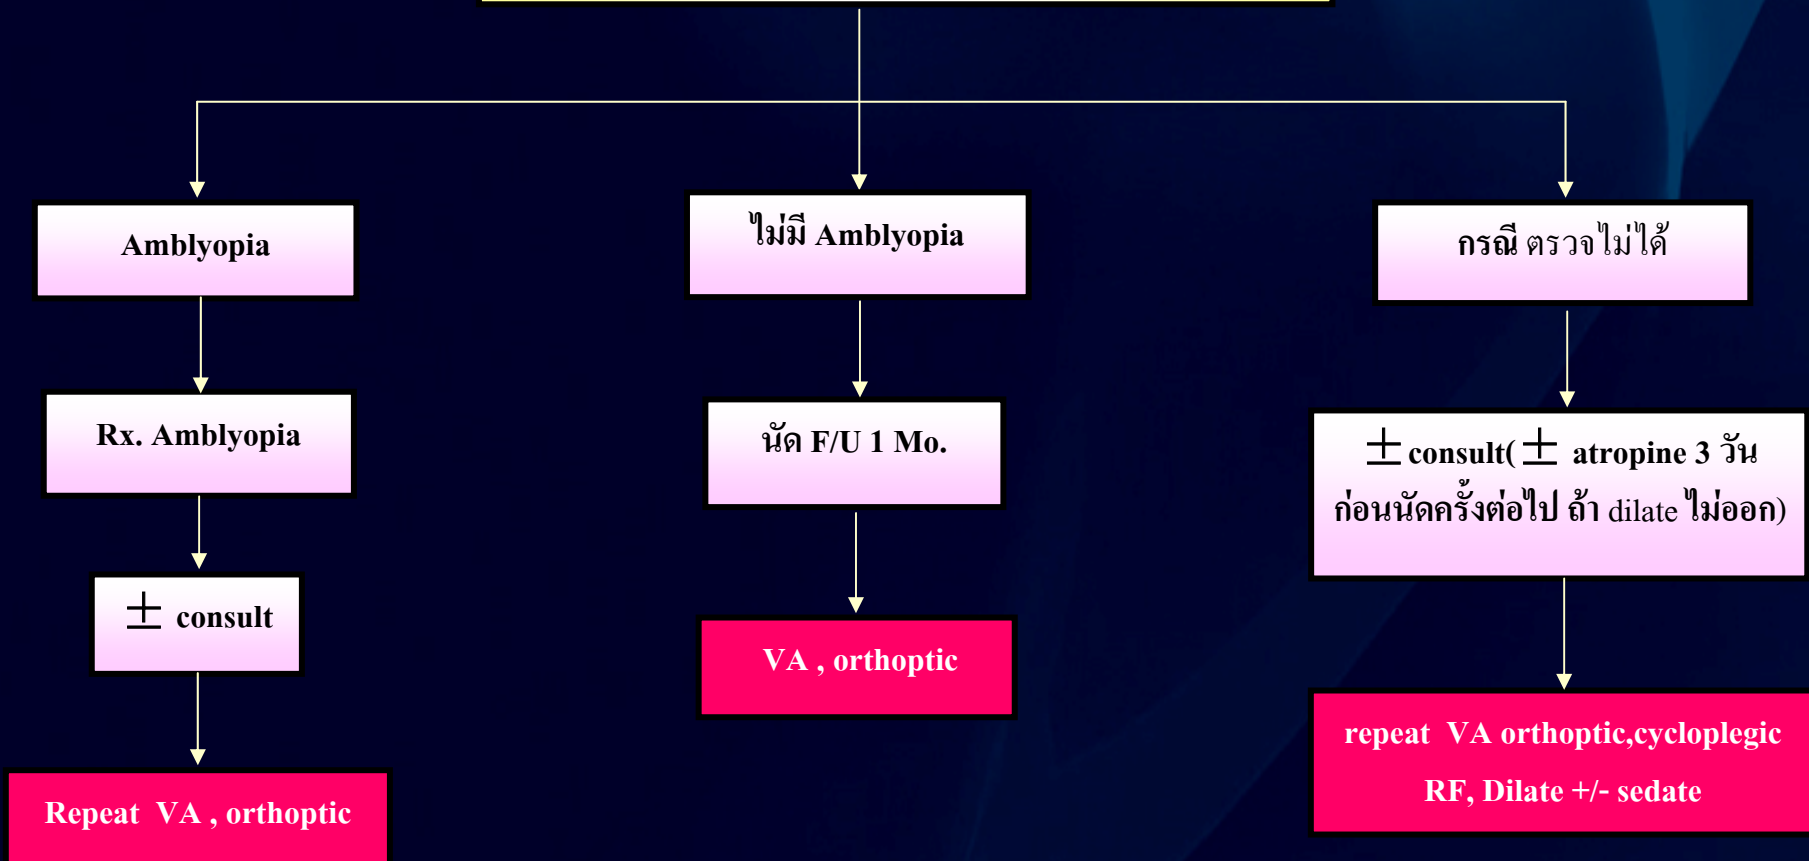 Amblyopia
ไม่มี Amblyopia
กรณี ตรวจไม่ได้
Rx. Amblyopia
นัด F/U 1 Mo.
± consult( ± atropine 3 วัน
ก่อนนัดครั้งต่อไป ถ้า dilate ไม่ออก)
± consult
VA , orthoptic
repeat VA orthoptic,cycloplegic
RF, Dilate +/- sedate
Repeat VA , orthoptic